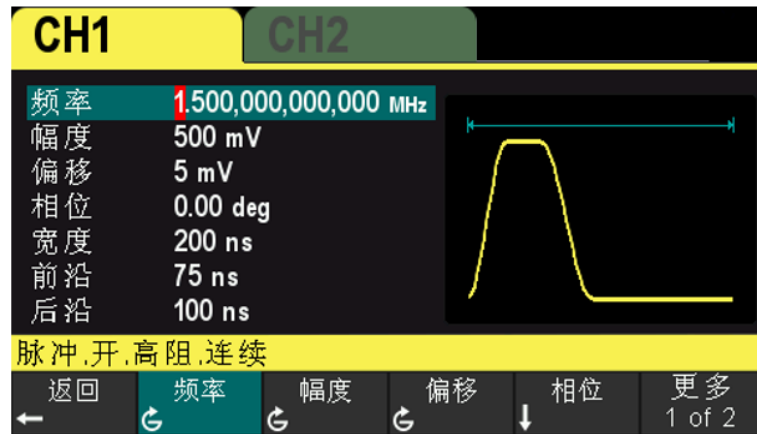 CH1 CH2
频率 1.500,000,000,000 MHz
幅度 500 mV
偏移 5 mV
相位 0.00 deg
宽度 200 ns
前沿 75 ns
后沿 100 ns
脉冲,开,高阻,连续
返回 频率 幅度 偏移 相位 更多
1 of 2